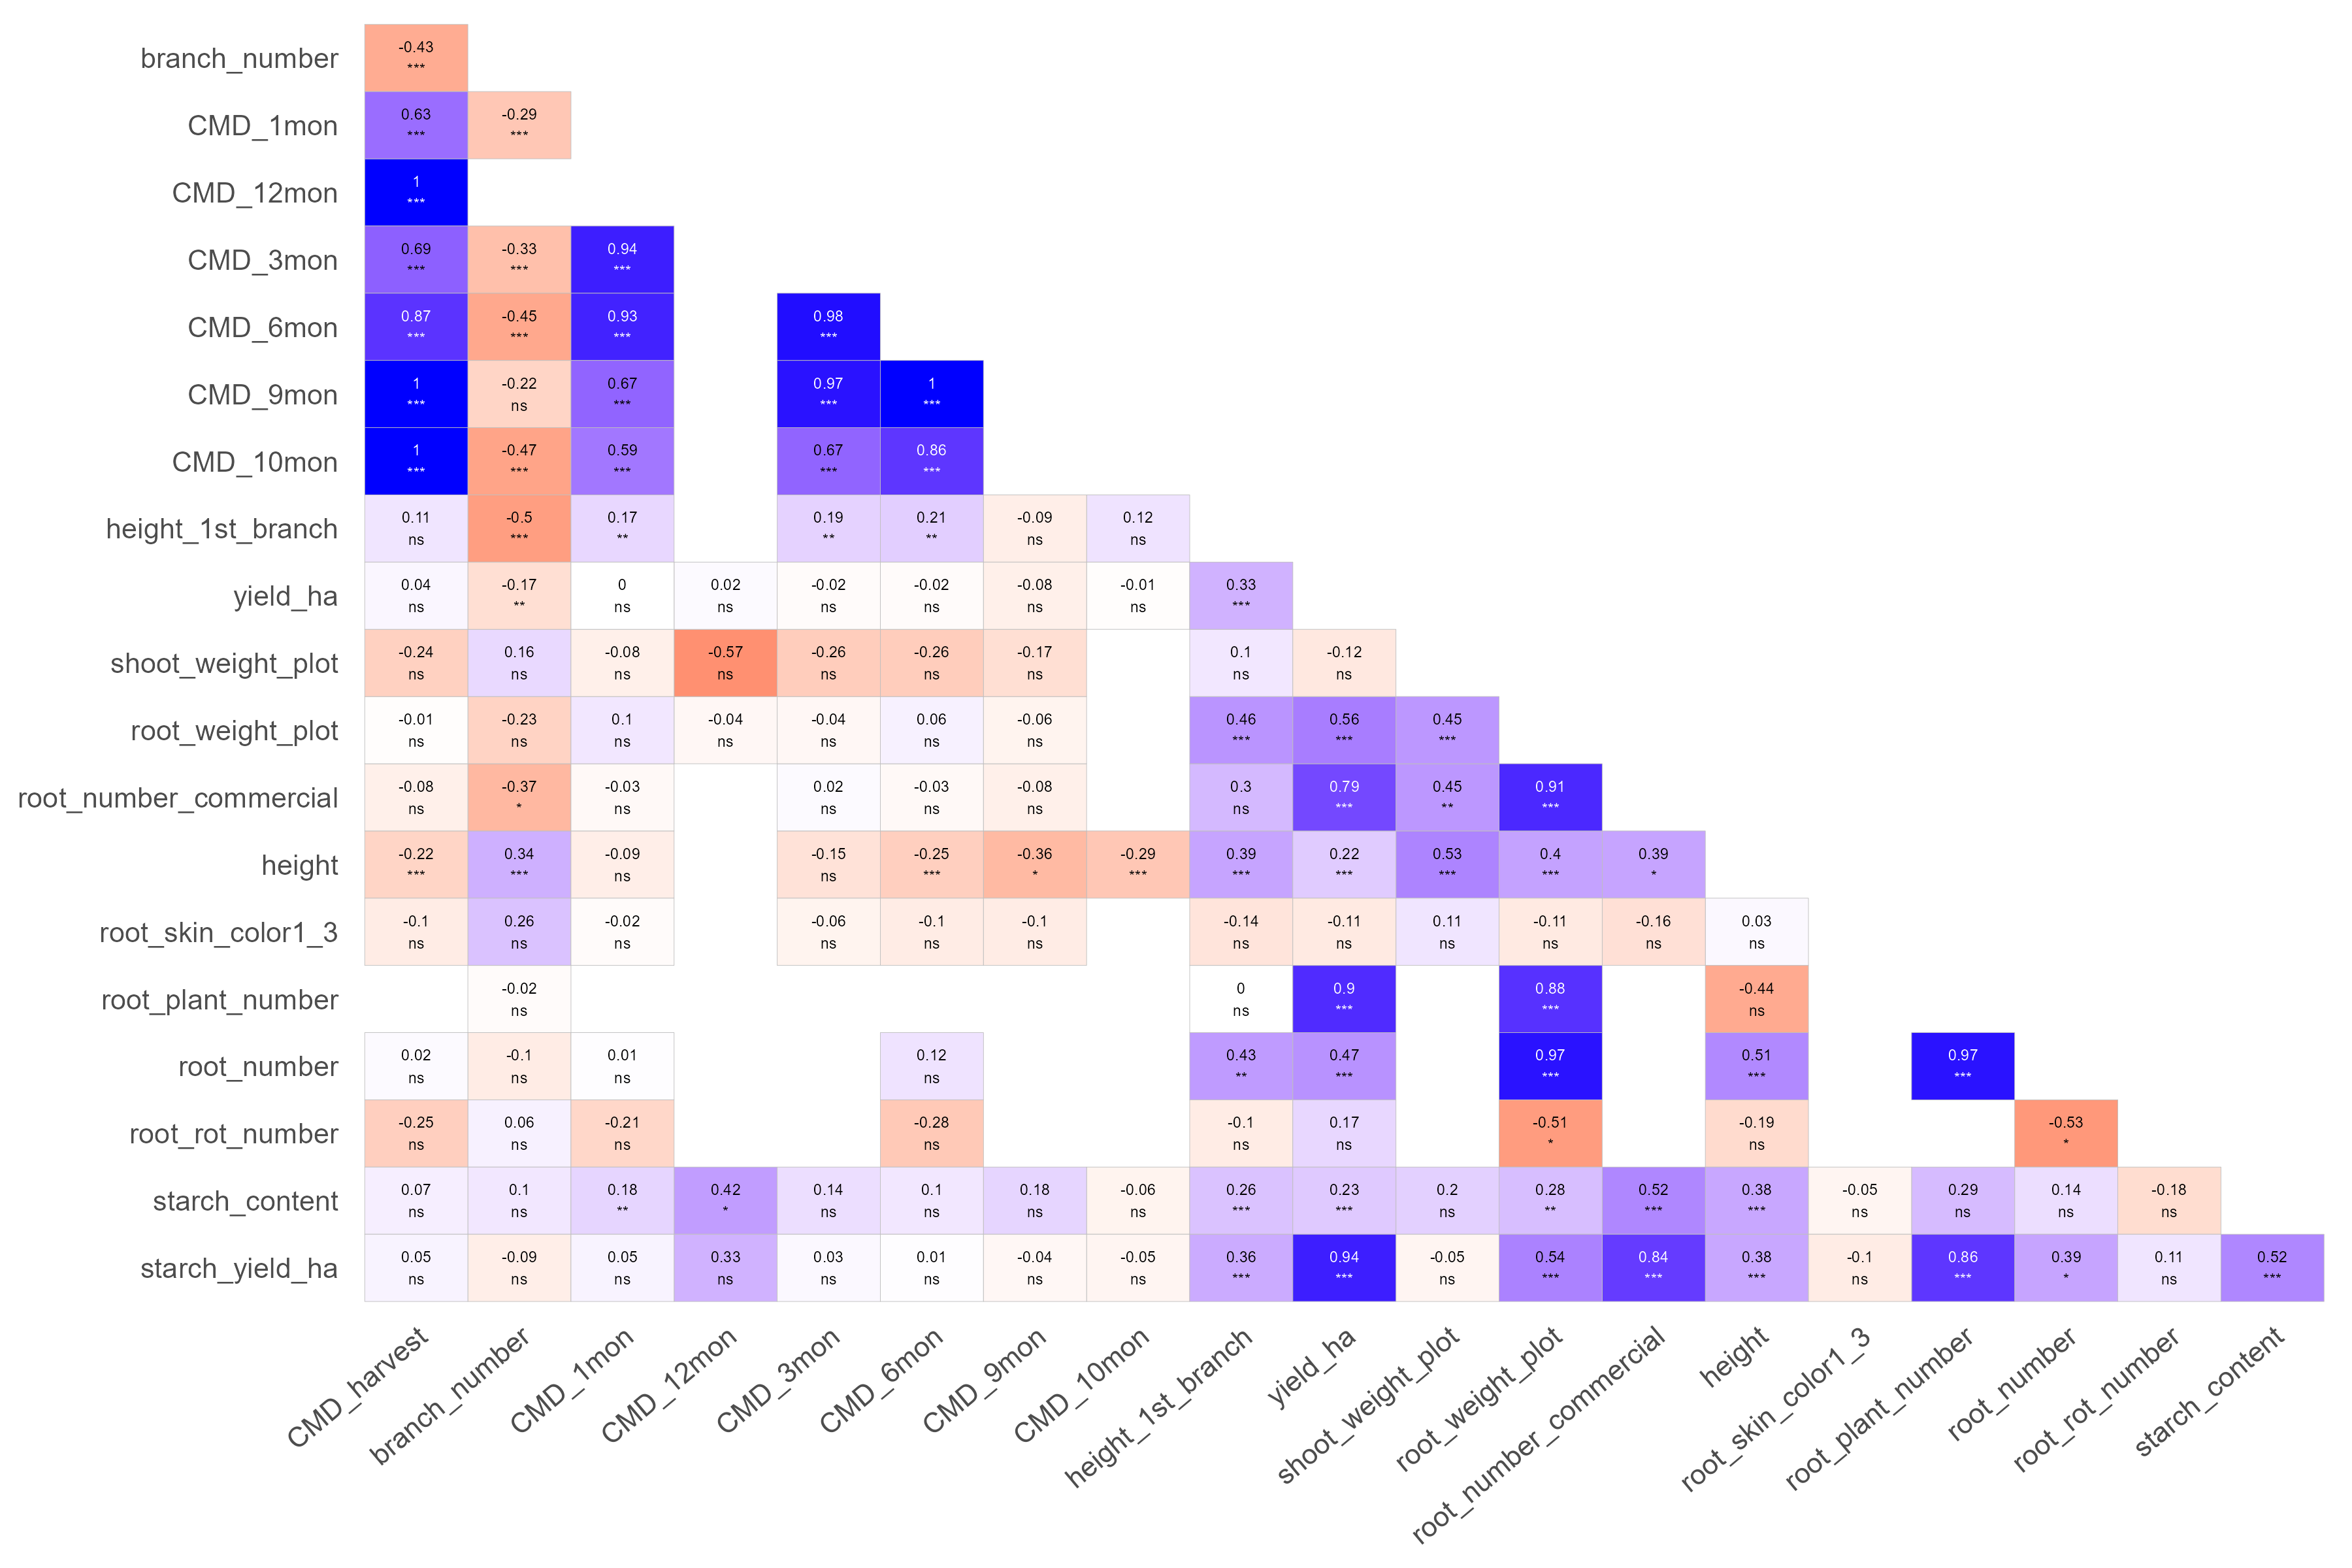 -0.43
branch_number
***
0.63 -0.29
CMD_1mon
*** ***
1
CMD_12mon
***
0.69 -0.33 0.94
CMD_3mon
*** *** ***
0.87 -0.45 0.93 0.98
CMD_6mon
*** *** *** ***
1 -0.22 0.67 0.97 1
CMD_9mon
*** ns *** *** ***
1 -0.47 0.59 0.67 0.86
CMD_10mon
*** *** *** *** ***
0.11 -0.5 0.17 0.19 0.21 -0.09 0.12
height_1st_branch
ns *** ** ** ** ns ns
0.04 -0.17 0 0.02 -0.02 -0.02 -0.08 -0.01 0.33
yield_ha
ns ** ns ns ns ns ns ns ***
-0.24 0.16 -0.08 -0.57 -0.26 -0.26 -0.17 0.1 -0.12
shoot_weight_plot
ns ns ns ns ns ns ns ns ns
-0.01 -0.23 0.1 -0.04 -0.04 0.06 -0.06 0.46 0.56 0.45
root_weight_plot
ns ns ns ns ns ns ns *** *** ***
-0.08 -0.37 -0.03 0.02 -0.03 -0.08 0.3 0.79 0.45 0.91
root_number_commercial
ns * ns ns ns ns ns *** ** ***
-0.22 0.34 -0.09 -0.15 -0.25 -0.36 -0.29 0.39 0.22 0.53 0.4 0.39
height
*** *** ns ns *** * *** *** *** *** *** *
-0.1 0.26 -0.02 -0.06 -0.1 -0.1 -0.14 -0.11 0.11 -0.11 -0.16 0.03
root_skin_color1_3
ns ns ns ns ns ns ns ns ns ns ns ns
-0.02 0 0.9 0.88 -0.44
root_plant_number
ns ns *** *** ns
0.02 -0.1 0.01 0.12 0.43 0.47 0.97 0.51 0.97
root_number
ns ns ns ns ** *** *** *** ***
-0.25 0.06 -0.21 -0.28 -0.1 0.17 -0.51 -0.19 -0.53
root_rot_number
ns ns ns ns ns ns * ns *
0.07 0.1 0.18 0.42 0.14 0.1 0.18 -0.06 0.26 0.23 0.2 0.28 0.52 0.38 -0.05 0.29 0.14 -0.18
starch_content
ns ns ** * ns ns ns ns *** *** ns ** *** *** ns ns ns ns
0.05 -0.09 0.05 0.33 0.03 0.01 -0.04 -0.05 0.36 0.94 -0.05 0.54 0.84 0.38 -0.1 0.86 0.39 0.11 0.52
starch_yield_ha
ns ns ns ns ns ns ns ns *** *** ns *** *** *** ns *** * ns ***
CMD_harvest
branch_number
CMD_1mon
CMD_12mon
CMD_3mon
CMD_6mon
CMD_9mon
CMD_10mon
height_1st_branch
yield_ha
shoot_weight_plot
root_weight_plot
root_number_commercial
height
root_skin_color1_3
root_plant_number
root_number
root_rot_number
starch_content